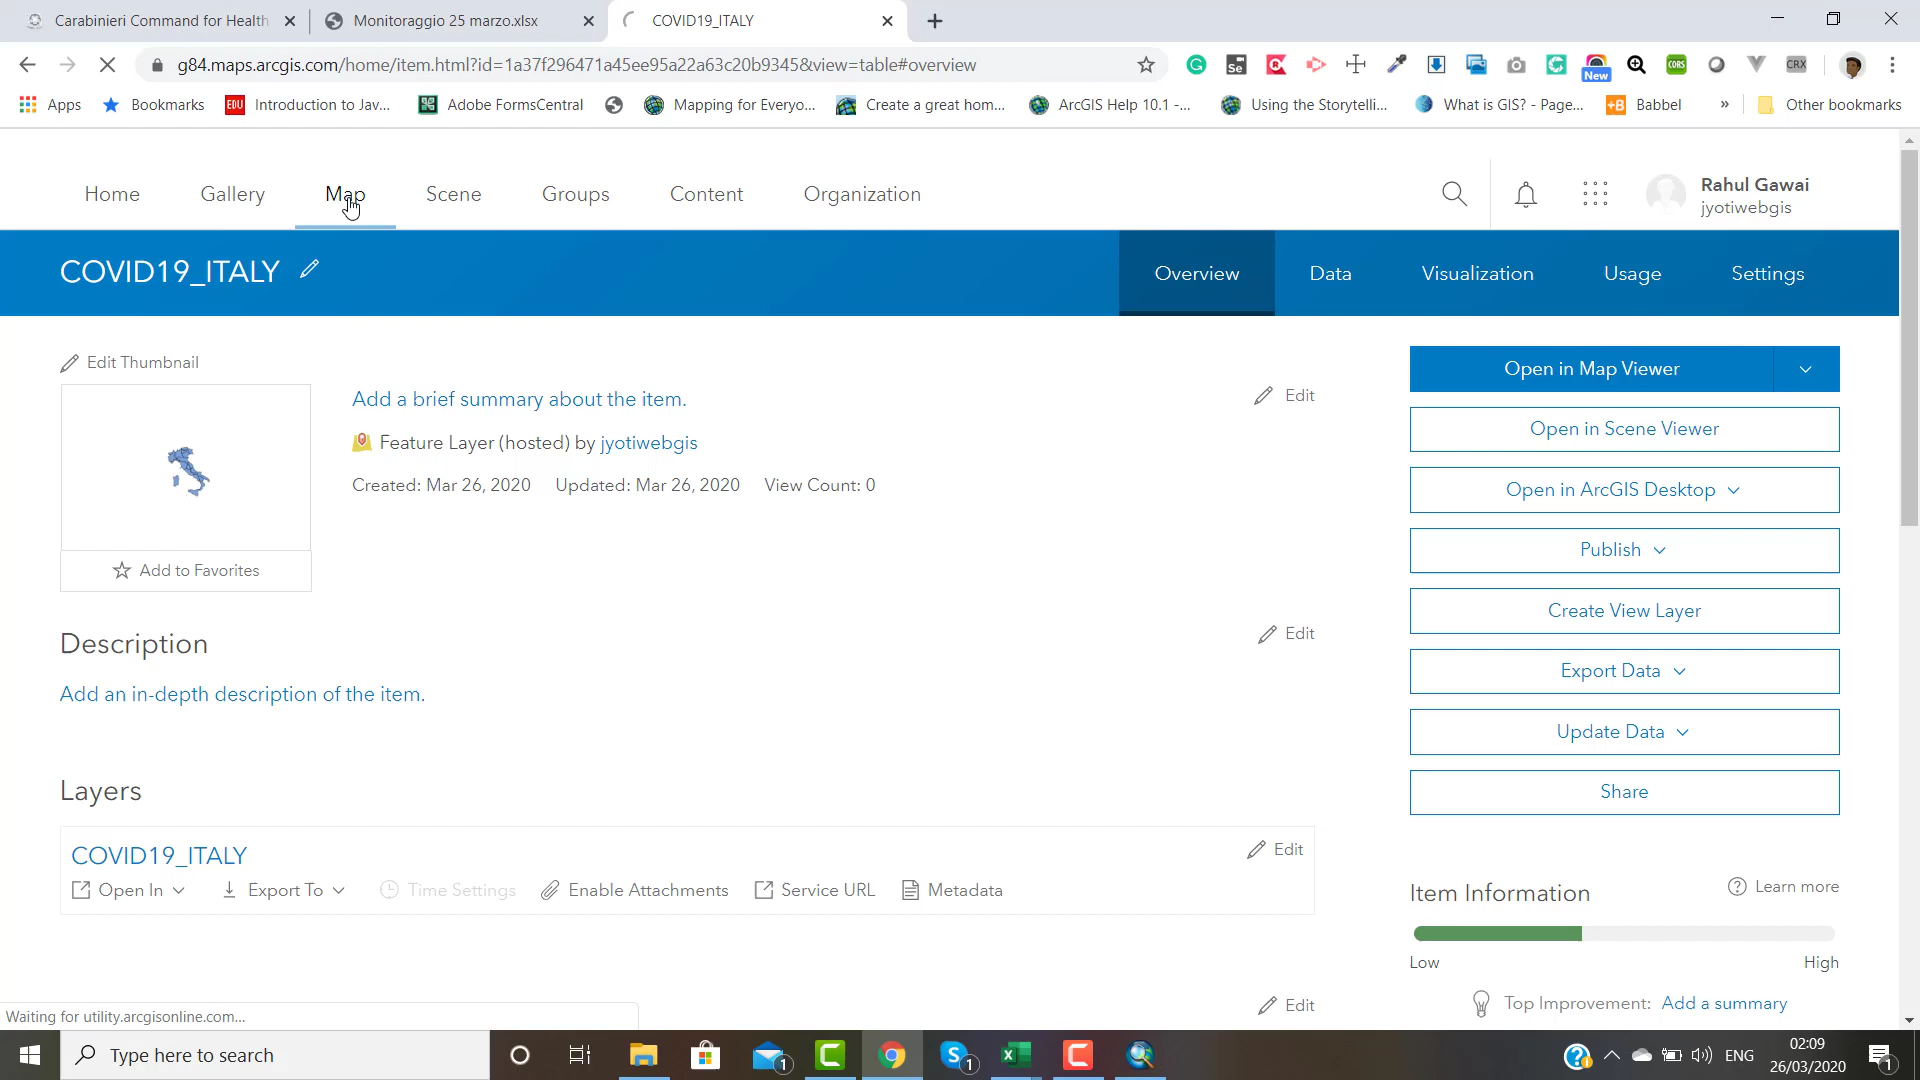 Carabinieri Command for Health
Monitoraggio 25 marzo.xlsx
COVID19_ITALY
g84.maps.arcgis.com/home/item.html?id=1a37f296471a45ee95a22a63c20b9345&view=table#overview
Se
CORS
CRX
New
Apps
Bookmarks
EDU
Introduction to Jav...
Adobe FormsCentral
Mapping for Everyo...
Create a great hom...
ArcGIS Help 10.1 -...
Using the Storytelli...
What is GIS? - Page...
+B
Babbel
»
Other bookmarks
Home
Gallery
Map
Scene
Groups
Content
Organization
Rahul Gawai
jyotiwebgis
COVID19_ITALY
Overview
Data
Visualization
Usage
Settings
Edit Thumbnail
Add to Favorites
Add a brief summary about the item.
Edit
Feature Layer (hosted) by jyotiwebgis
Created: Mar 26, 2020 Updated: Mar 26, 2020 View Count: 0
Description
Edit
Add an in-depth description of the item.
Layers
COVID19_ITALY
Edit
Open In
Export To
Time Settings
Enable Attachments
Service URL
Metadata
Edit
Open in Map Viewer
Open in Scene Viewer
Open in ArcGIS Desktop
Publish
Create View Layer
Export Data
Update Data
Share
Item Information
Learn more
Low
High
Top Improvement: Add a summary
Waiting for utility.arcgisonline.com...
Type here to search
1
1
ENG
02:09
26/03/2020
1